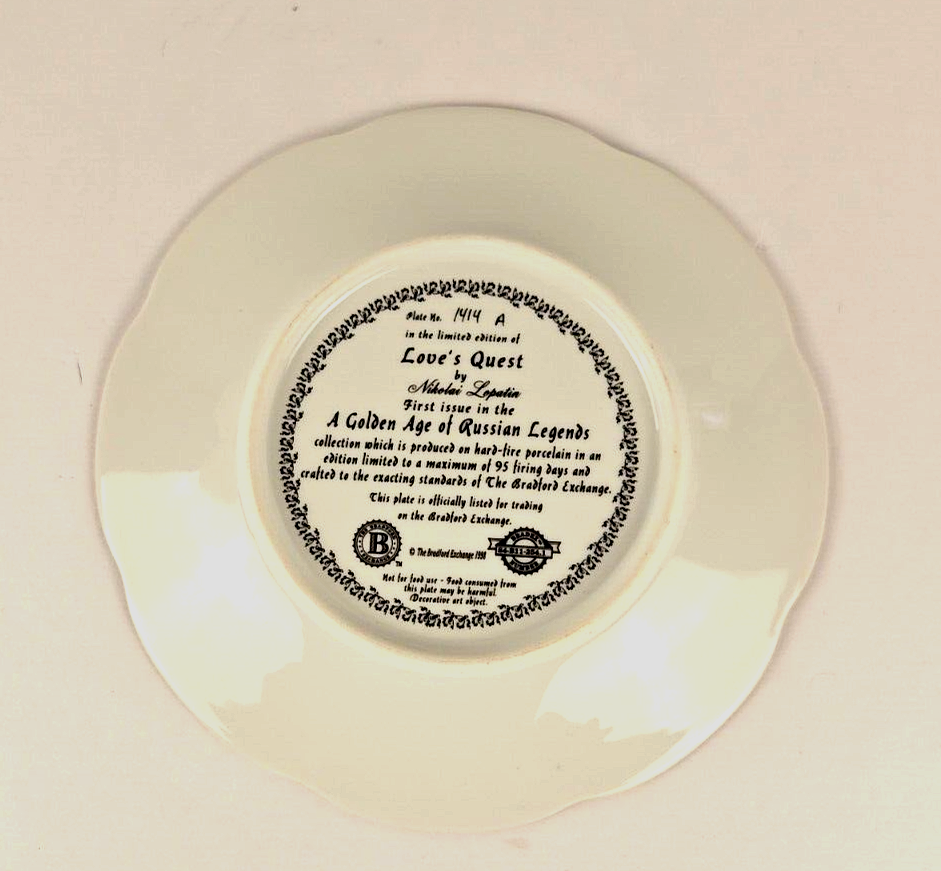 Plate No. 1414 A
in the limited edition of
Love's Quest
by
Nikolai Lopatin
First issue in the
A Golden Age of Russian Legends
collection which is produced on hard-fire porcelain in an
edition limited to a maximum of 95 firing days and
crafted to the exacting standards of The Bradford Exchange.
This plate is officially listed for trading
on the Bradford Exchange.
B
TM
© The Bradford Exchange 1998
Not for food use - Food consumed from
this plate may be harmful.
Decorative art object.